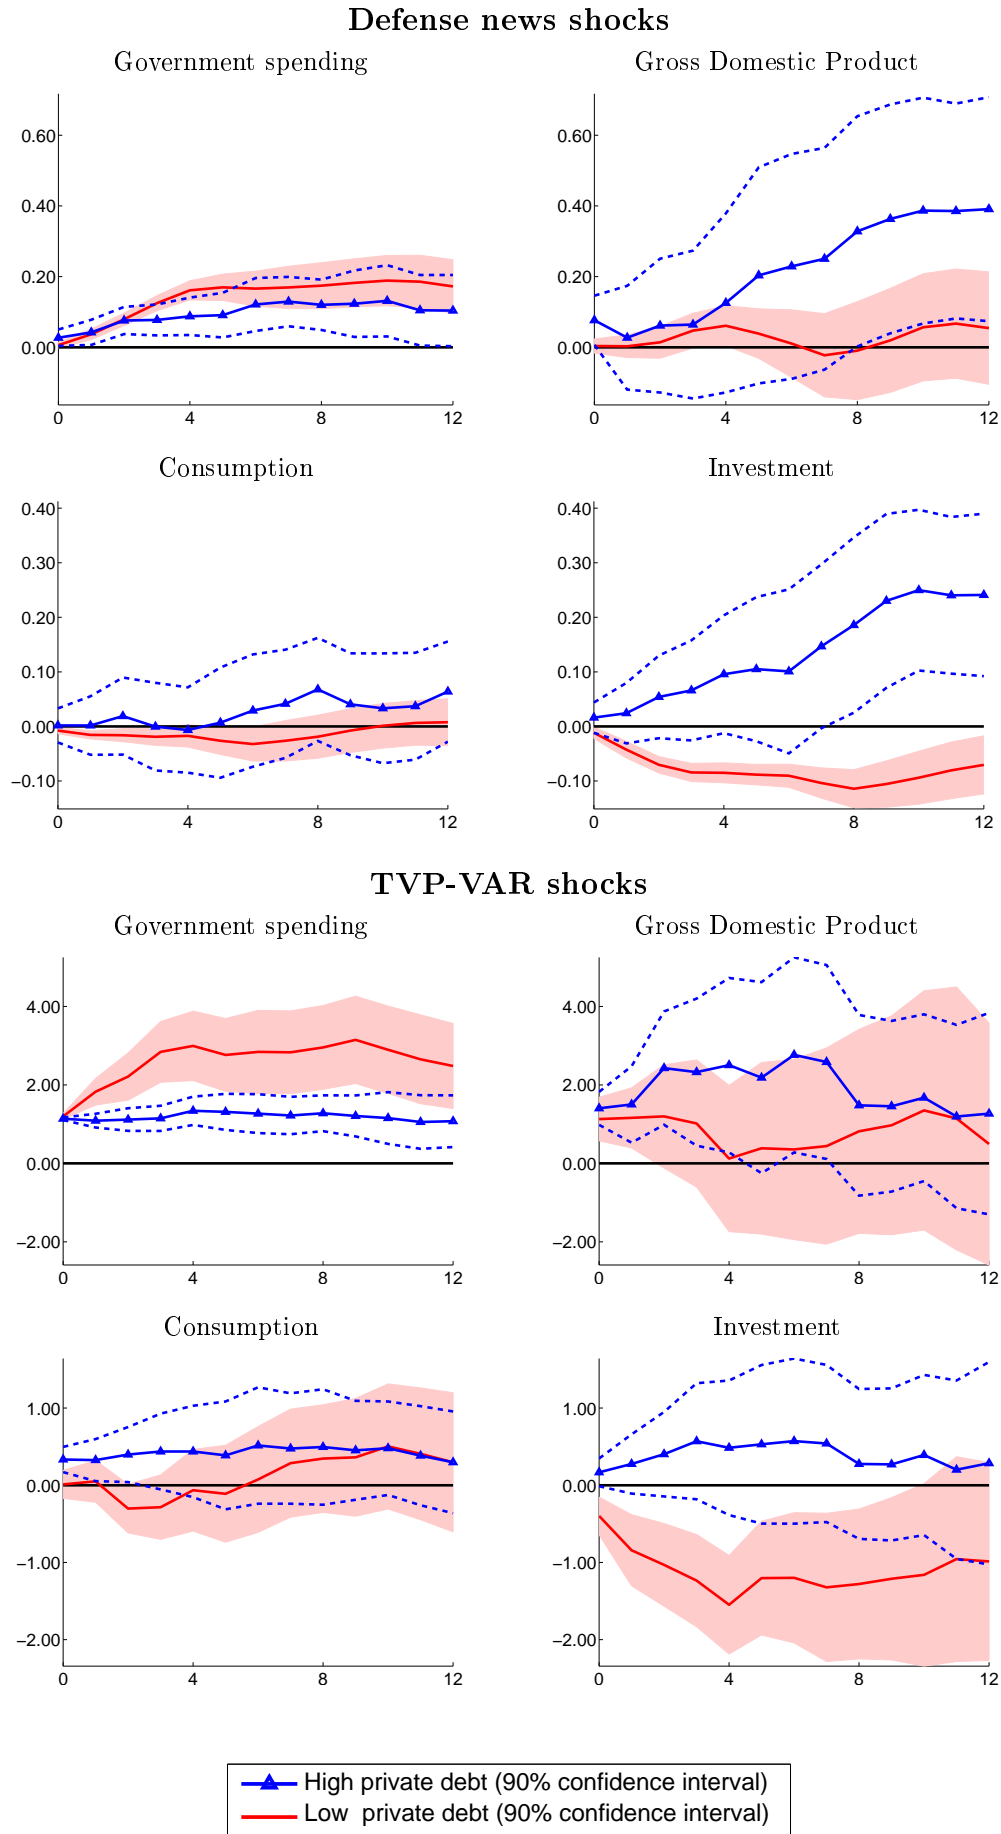 Defense news shocks
Government spending
Gross Domestic Product
0.60
0.40
0.20
0.00
0 4 8 12
0.60
0.40
0.20
0.00
0 4 8 12
Consumption
Investment
0.40
0.30
0.20
0.10
0.00
−0.10
0 4 8 12
0.40
0.30
0.20
0.10
0.00
−0.10
0 4 8 12
TVP-VAR shocks
Government spending
Gross Domestic Product
4.00
2.00
0.00
−2.00
0 4 8 12
4.00
2.00
0.00
−2.00
0 4 8 12
Consumption
Investment
1.00
0.00
−1.00
−2.00
0 4 8 12
1.00
0.00
−1.00
−2.00
0 4 8 12
High private debt (90% confidence interval)
Low private debt (90% confidence interval)